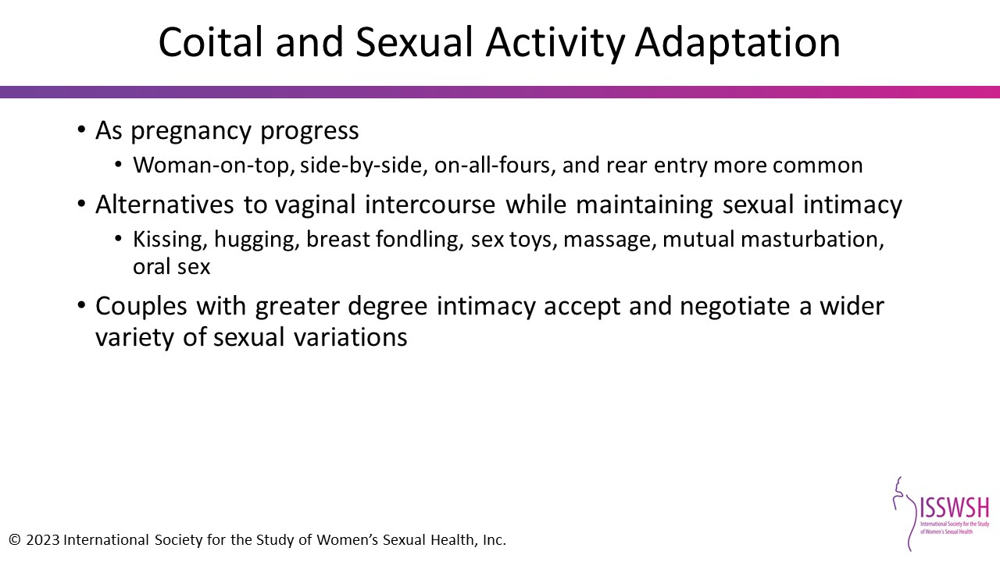 Coital and Sexual Activity Adaptation
• As pregnancy progress
• Woman-on-top, side-by-side, on-all-fours, and rear entry more common
• Alternatives to vaginal intercourse while maintaining sexual intimacy
• Kissing, hugging, breast fondling, sex toys, massage, mutual masturbation,
oral sex
• Couples with greater degree intimacy accept and negotiate a wider
variety of sexual variations
ISSWSH
International Society for the Study
of Women's Sexual Health
© 2023 International Society for the Study of Women’s Sexual Health, Inc.